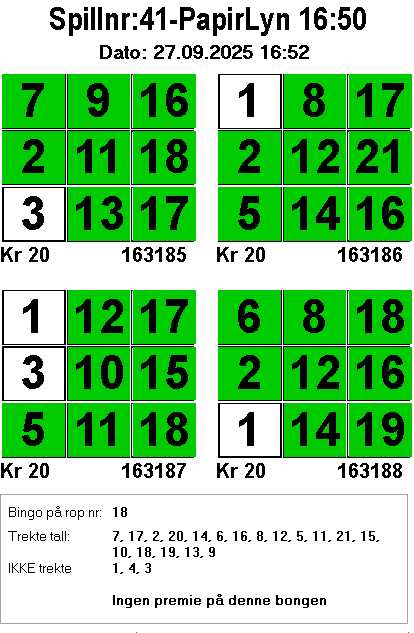 Spillnr:41-PapirLyn 16:50
Dato: 27.09.2025 16:52
7 9 16
2 11 18
3 13 17
Kr 20 163185
1 8 17
2 12 21
5 14 16
Kr 20 163186
1 12 17
3 10 15
5 11 18
Kr 20 163187
6 8 18
2 12 16
1 14 19
Kr 20 163188
Bingo på rop nr: 18
Trekte tall: 7, 17, 2, 20, 14, 6, 16, 8, 12, 5, 11, 21, 15,
10, 18, 19, 13, 9
IKKE trekte 1, 4, 3
Ingen premie på denne bongen